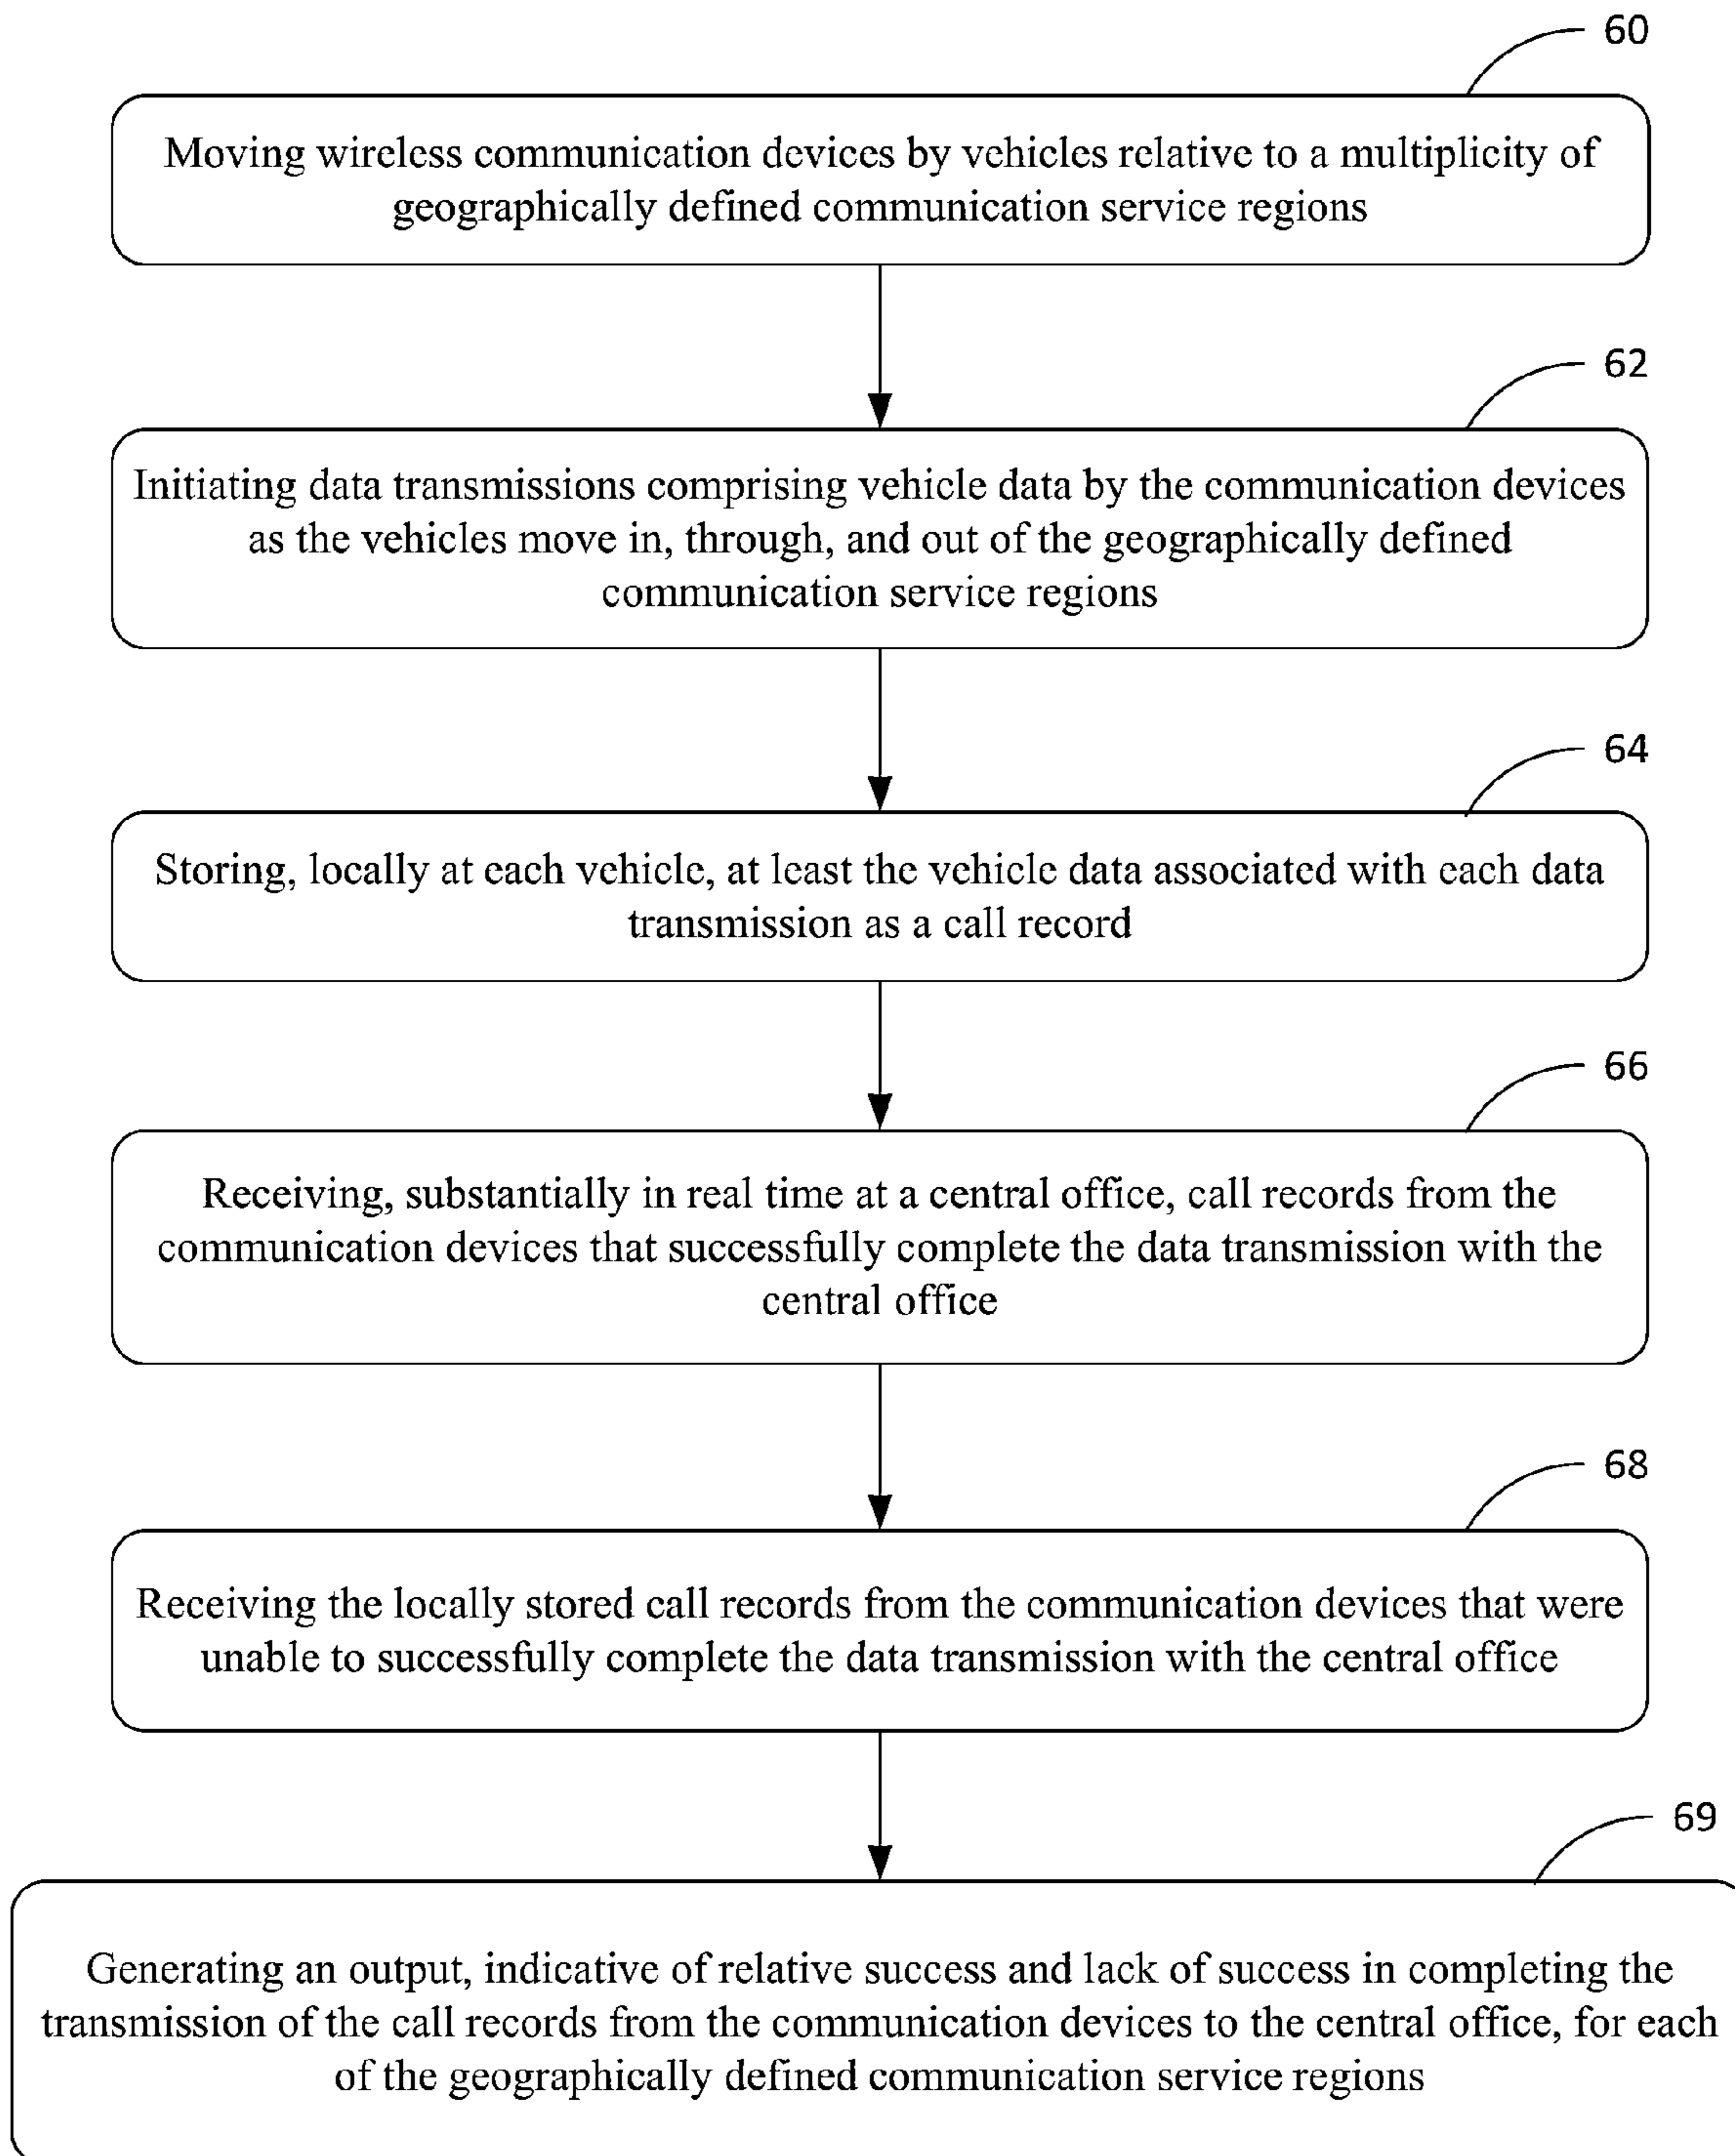 60
Moving wireless communication devices by vehicles relative to a multiplicity of
geographically defined communication service regions
62
Initiating data transmissions comprising vehicle data by the communication devices
as the vehicles move in, through, and out of the geographically defined
communication service regions
64
Storing, locally at each vehicle, at least the vehicle data associated with each data
transmission as a call record
66
Receiving, substantially in real time at a central office, call records from the
communication devices that successfully complete the data transmission with the
central office
68
Receiving the locally stored call records from the communication devices that were
unable to successfully complete the data transmission with the central office
69
Generating an output, indicative of relative success and lack of success in completing the
transmission of the call records from the communication devices to the central office, for each
of the geographically defined communication service regions